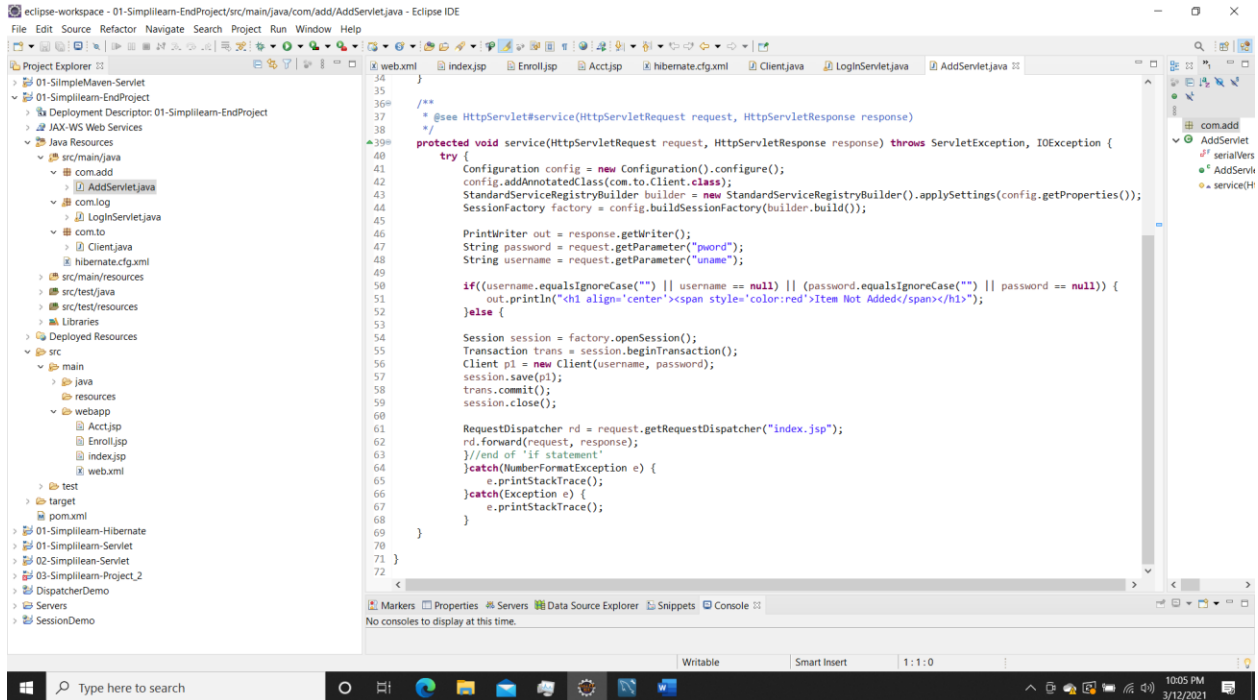 eclipse-workspace - 01-Simplilearn-EndProject/src/main/java/com/add/AddServlet.java - Eclipse IDE
File Edit Source Refactor Navigate Search Project Run Window Help
Project Explorer
01-SilmpleMaven-Servlet
01-Simplilearn-EndProject
Deployment Descriptor: 01-Simplilearn-EndProject
JAX-WS Web Services
Java Resources
src/main/java
com.add
AddServlet.java
com.log
LogInServlet.java
com.to
Client.java
hibernate.cfg.xml
src/main/resources
src/test/java
src/test/resources
Libraries
Deployed Resources
src
main
java
resources
webapp
Acct.jsp
Enroll.jsp
index.jsp
web.xml
test
target
pom.xml
01-Simplilearn-Hibernate
01-Simplilearn-Servlet
02-Simplilean-Servlet
03-Simplilearn-Project_2
DispatcherDemo
Servers
SessionDemo
web.xml index.jsp Enroll.jsp Acct.jsp hibernate.cfg.xml Client.java LogInServlet.java AddServlet.java
34 }
35
36 /**
37 * @see HttpServlet#service(HttpServletRequest request, HttpServletResponse response)
38 */
39 protected void service(HttpServletRequest request, HttpServletResponse response) throws ServletException, IOException {
40 try {
41 Configuration config = new Configuration().configure();
42 config.addAnnotatedClass(com.to.Client.class);
43 StandardServiceRegistryBuilder builder = new StandardServiceRegistryBuilder().applySettings(config.getProperties());
44 SessionFactory factory = config.buildSessionFactory(builder.build());
45
46 PrintWriter out = response.getWriter();
47 String password = request.getParameter("pword");
48 String username = request.getParameter("uname");
49
50 if((username.equalsIgnoreCase("") || username == null) || (password.equalsIgnoreCase("") || password == null)) {
51 out.println("<h1 align='center'><span style='color:red'>Item Not Added</span></h1>");
52 }else {
53
54 Session session = factory.openSession();
55 Transaction trans = session.beginTransaction();
56 Client p1 = new Client(username, password);
57 session.save(p1);
58 trans.commit();
59 session.close();
60
61 RequestDispatcher rd = request.getRequestDispatcher("index.jsp");
62 rd.forward(request, response);
63 }//end of 'if statement'
64 }catch(NumberFormatException e) {
65 e.printStackTrace();
66 }catch(Exception e) {
67 e.printStackTrace();
68 }
69 }
70
71 }
72
com.add
AddServlet
serialVers
AddServle
service(H
Markers Properties Servers Data Source Explorer Snippets Console
No consoles to display at this time.
Writable Smart Insert 1 : 1 : 0
Type here to search
10:05 PM
3/12/2021